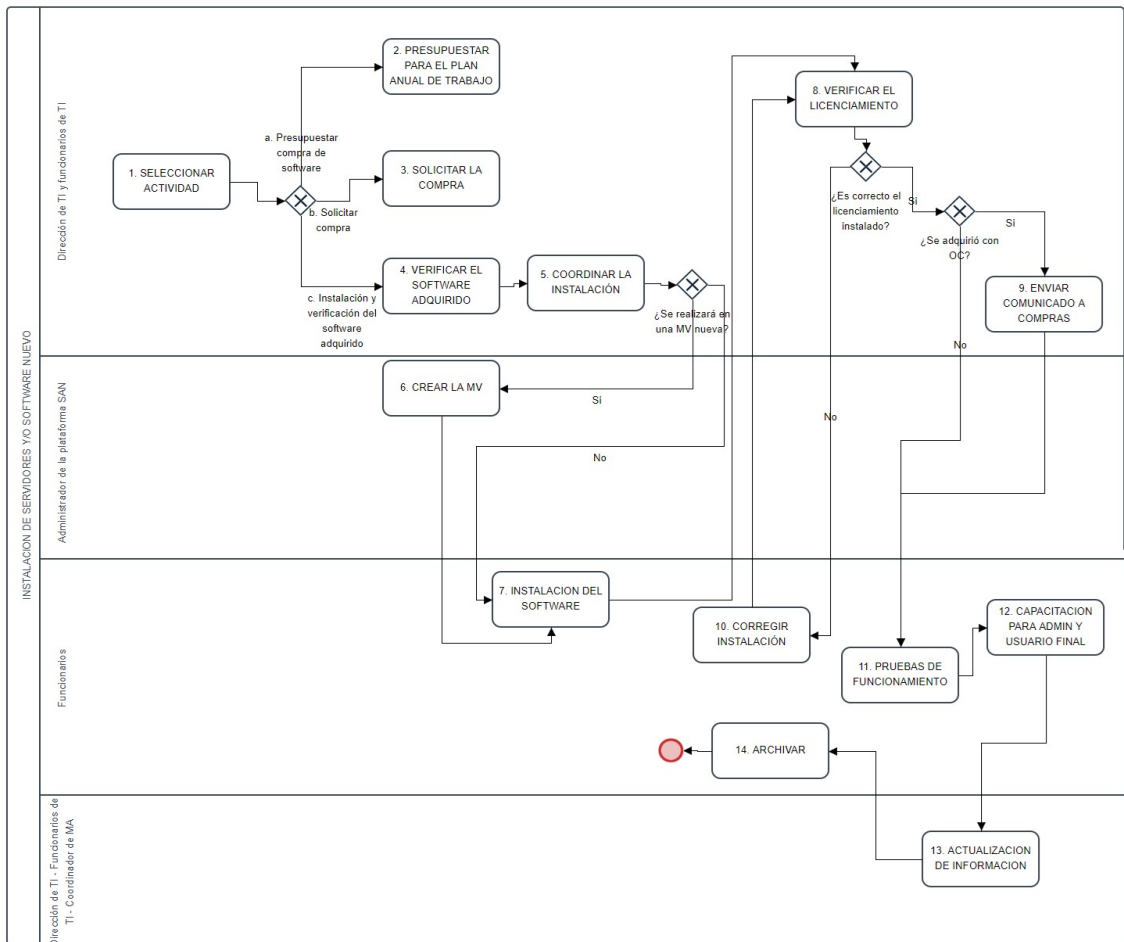 INSTALACION DE SERVIDORES Y/O SOFTWARE NUEVO
Dirección de TI y funcionarios de TI
1. SELECCIONAR
ACTIVIDAD
a. Presupuestar
compra de
software
b. Solicitar
compra
c. Instalación y
verificación del
software
adquirido
2. PRESUPUESTAR
PARA EL PLAN
ANUAL DE TRABAJO
3. SOLICITAR LA
COMPRA
4. VERIFICAR EL
SOFTWARE
ADQUIRIDO
5. COORDINAR LA
INSTALACIÓN
¿Se realizará en
una MV nueva?
8. VERIFICAR EL
LICENCIAMIENTO
¿Es correcto el
licenciamiento
instalado?
Si
¿Se adquirió con
OC?
Si
9. ENVIAR
COMUNICADO A
COMPRAS
No
Administrador de la plataforma SAN
6. CREAR LA MV
Si
No
No
Funcionarios
7. INSTALACION DEL
SOFTWARE
10. CORREGIR
INSTALACIÓN
11. PRUEBAS DE
FUNCIONAMIENTO
12. CAPACITACION
PARA ADMIN Y
USUARIO FINAL
14. ARCHIVAR
Dirección de TI - Funcionarios de
TI - Coordinador de MA
13. ACTUALIZACION
DE INFORMACION